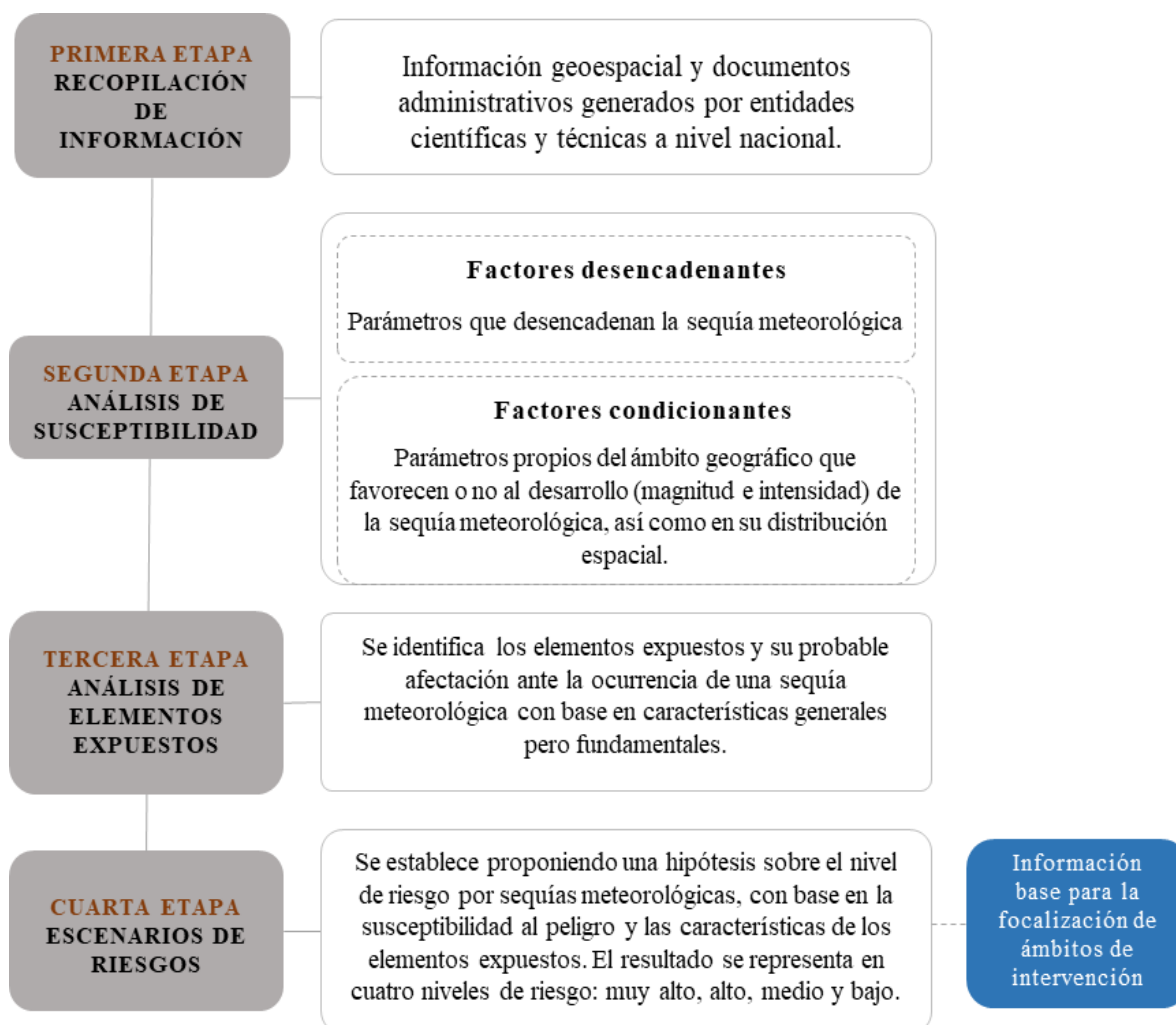 PRIMERA ETAPA
RECOPILACIÓN
DE
INFORMACIÓN
Información geoespacial y documentos
administrativos generados por entidades
científicas y técnicas a nivel nacional.
SEGUNDA ETAPA
ANÁLISIS DE
SUSCEPTIBILIDAD
Factores desencadenantes
Parámetros que desencadenan la sequía meteorológica
Factores condicionantes
Parámetros propios del ámbito geográfico que
favorecen o no al desarrollo (magnitud e intensidad) de
la sequía meteorológica, así como en su distribución
espacial.
TERCERA ETAPA
ANÁLISIS DE
ELEMENTOS
EXPUESTOS
Se identifica los elementos expuestos y su probable
afectación ante la ocurrencia de una sequía
meteorológica con base en características generales
pero fundamentales.
CUARTA ETAPA
ESCENARIOS DE
RIESGOS
Se establece proponiendo una hipótesis sobre el nivel
de riesgo por sequías meteorológicas, con base en la
susceptibilidad al peligro y las características de los
elementos expuestos. El resultado se representa en
cuatro niveles de riesgo: muy alto, alto, medio y bajo.
Información
base para la
focalización de
ámbitos de
intervención